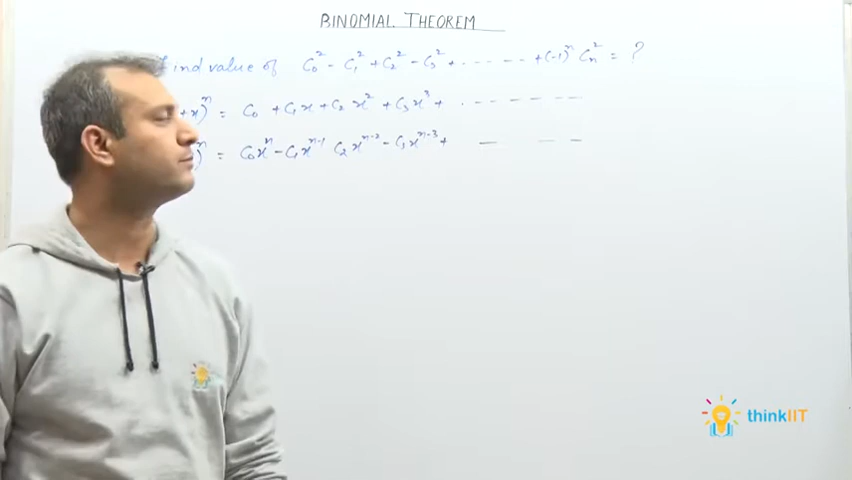 BINOMIAL THEOREM
find value of C₀² - C₁² + C₂² - C₃² + ------ + (-1)ⁿ Cₙ² = ?
+x)ⁿ = C₀ + C₁x + C₂x² + C₃x³ + ------
)ⁿ = C₀xⁿ - C₁xⁿ⁻¹ C₂xⁿ⁻² - C₃xⁿ⁻³ + — — —
thinkIIT